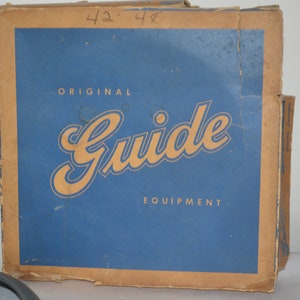 42 48
ORIGINAL
Guide
EQUIPMENT